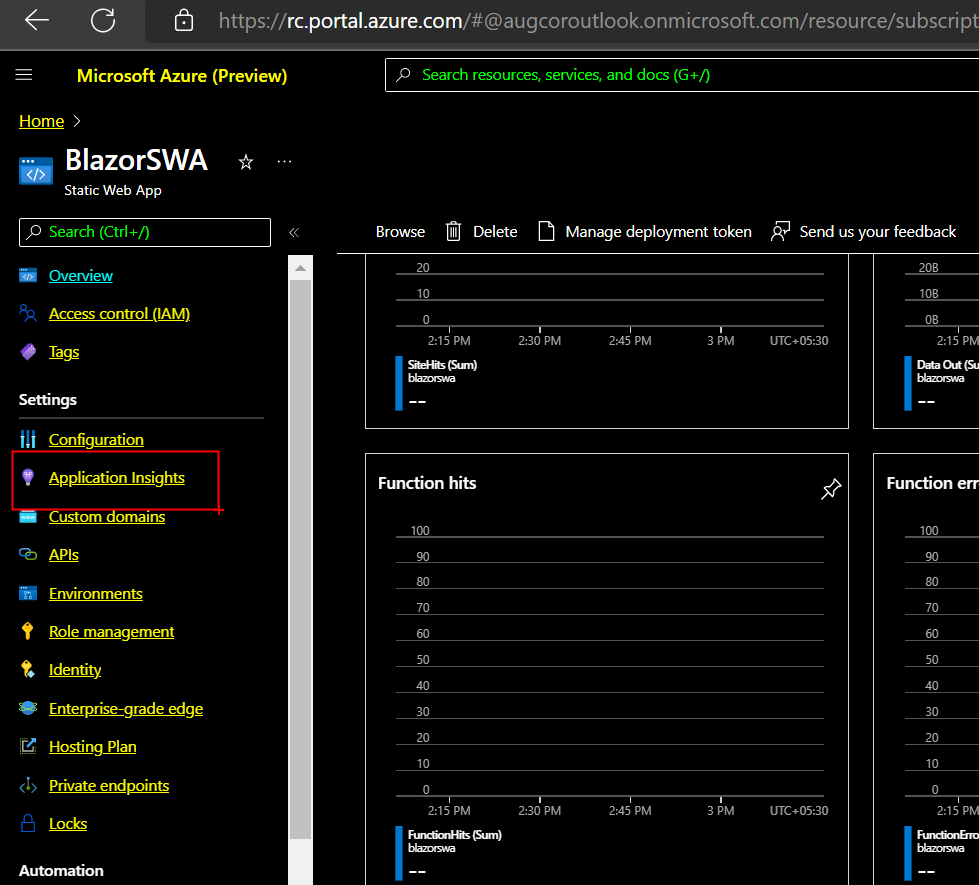 https://rc.portal.azure.com/#@augcoroutlook.onmicrosoft.com/resource/subscript
Microsoft Azure (Preview)
Search resources, services, and docs (G+/)
Home >
BlazorSWA
Static Web App
Search (Ctrl+/)
«
Browse
Delete
Manage deployment token
Send us your feedback
Overview
Access control (IAM)
Tags
Settings
Configuration
Application Insights
Custom domains
APIs
Environments
Role management
Identity
Enterprise-grade edge
Hosting Plan
Private endpoints
Locks
Automation
20
10
0
2:15 PM 2:30 PM 2:45 PM 3 PM UTC+05:30
SiteHits (Sum)
blazorswa
--
20B
10B
0B
2:15 PM
Data Out (Su
blazorswa
--
Function hits
100
90
80
70
60
50
40
30
20
10
0
2:15 PM 2:30 PM 2:45 PM 3 PM UTC+05:30
FunctionHits (Sum)
blazorswa
--
Function err
100
90
80
70
60
50
40
30
20
10
0
2:15 PM
FunctionErro
blazorswa
--